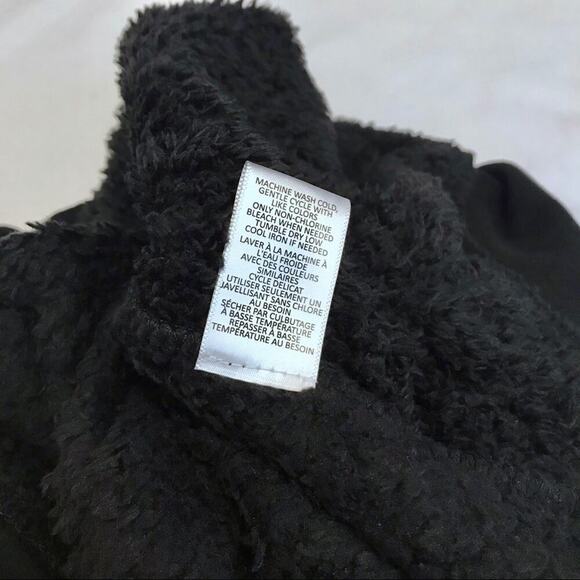 MACHINE WASH COLD,
GENTLE CYCLE WITH
LIKE COLORS
ONLY NON-CHLORINE
BLEACH WHEN NEEDED
TUMBLE DRY LOW
COOL IRON IF NEEDED
LAVER À LA MACHINE À
L'EAU FROIDE
AVEC DES COULEURS
SIMILAIRES
CYCLE DÉLICAT
UTILISER SEULEMENT UN
JAVELLISANT SANS CHLORE
AU BESOIN
SÉCHER PAR CULBUTAGE
À BASSE TEMPÉRATURE
REPASSER À BASSE
TEMPÉRATURE AU BESOIN